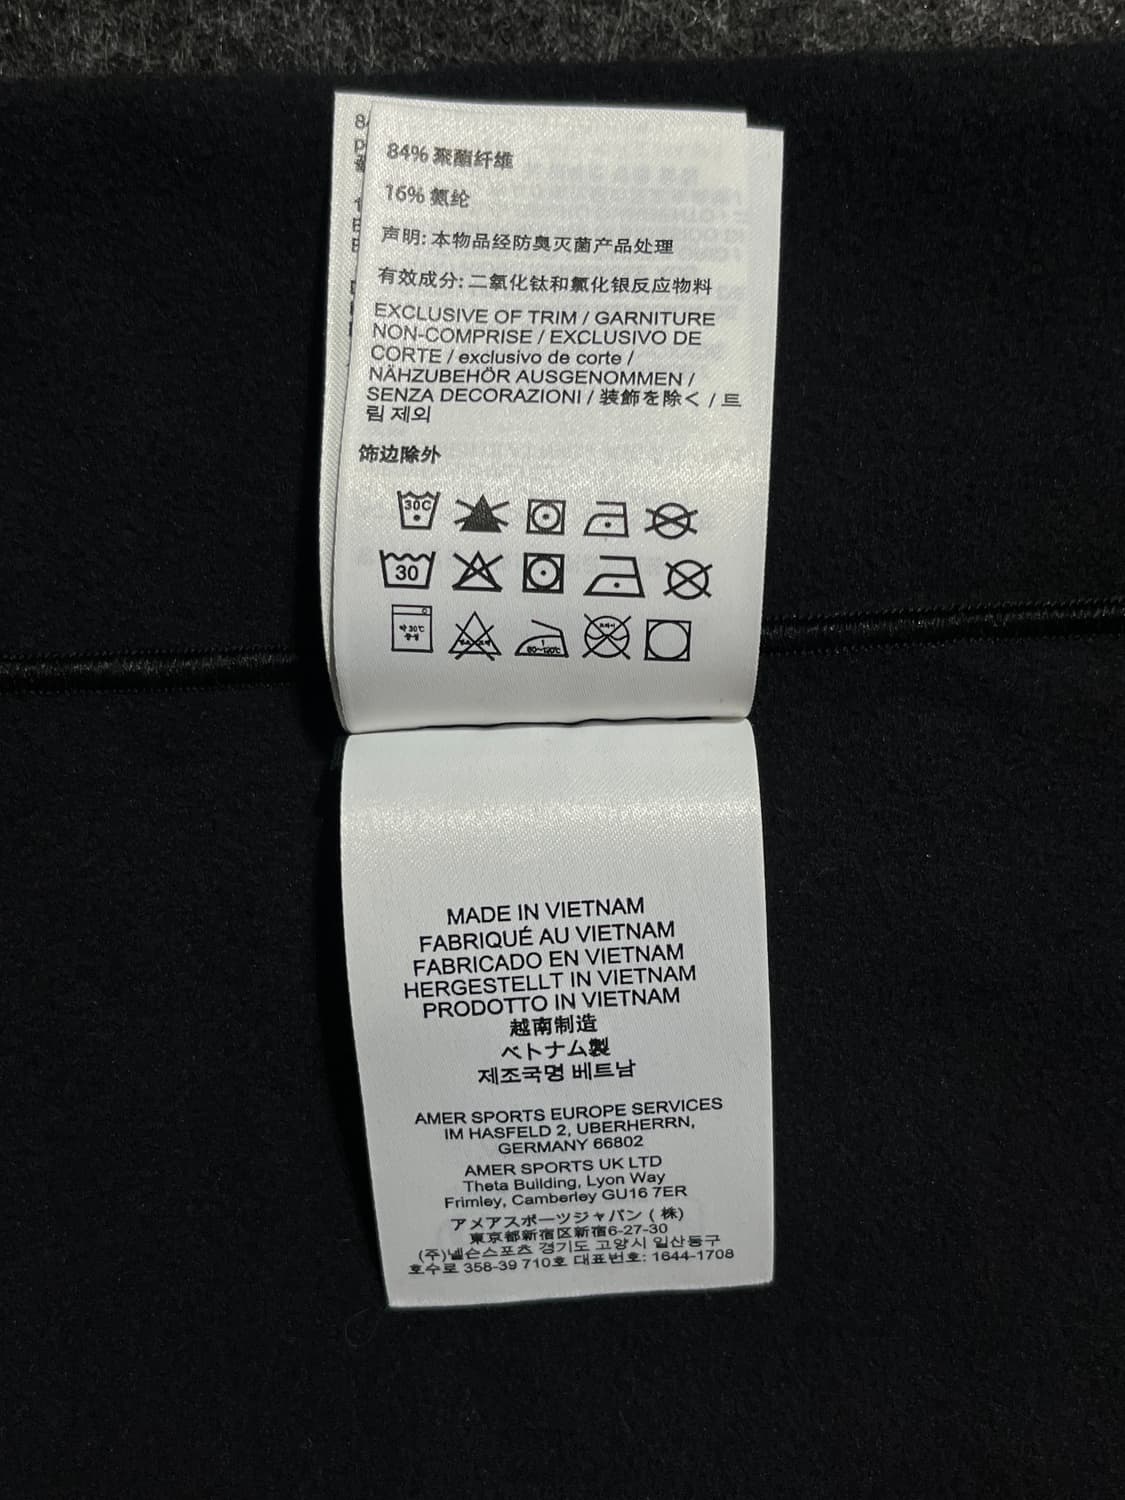 84% 聚酯纤维
16% 氨纶
声明: 本物品经防臭灭菌产品处理
有效成分: 二氧化钛和氯化银反应物料
EXCLUSIVE OF TRIM / GARNITURE
NON-COMPRISE / EXCLUSIVO DE
CORTE / exclusivo de corte /
NÄHZUBEHÖR AUSGENOMMEN /
SENZA DECORAZIONI / 装飾を除く / 트
림 제외
饰边除外
30C
30
약 30℃
중성
80~120℃
MADE IN VIETNAM
FABRIQUÉ AU VIETNAM
FABRICADO EN VIETNAM
HERGESTELLT IN VIETNAM
PRODOTTO IN VIETNAM
越南制造
ベトナム製
제조국명 베트남
AMER SPORTS EUROPE SERVICES
IM HASFELD 2, UBERHERRN,
GERMANY 66802
AMER SPORTS UK LTD
Theta Building, Lyon Way
Frimley, Camberley GU16 7ER
アメアスポーツジャパン ( 株)
東京都新宿区新宿6-27-30
(주)넬슨스포츠 경기도 고양시 일산동구
호수로 358-39 710호 대표번호: 1644-1708